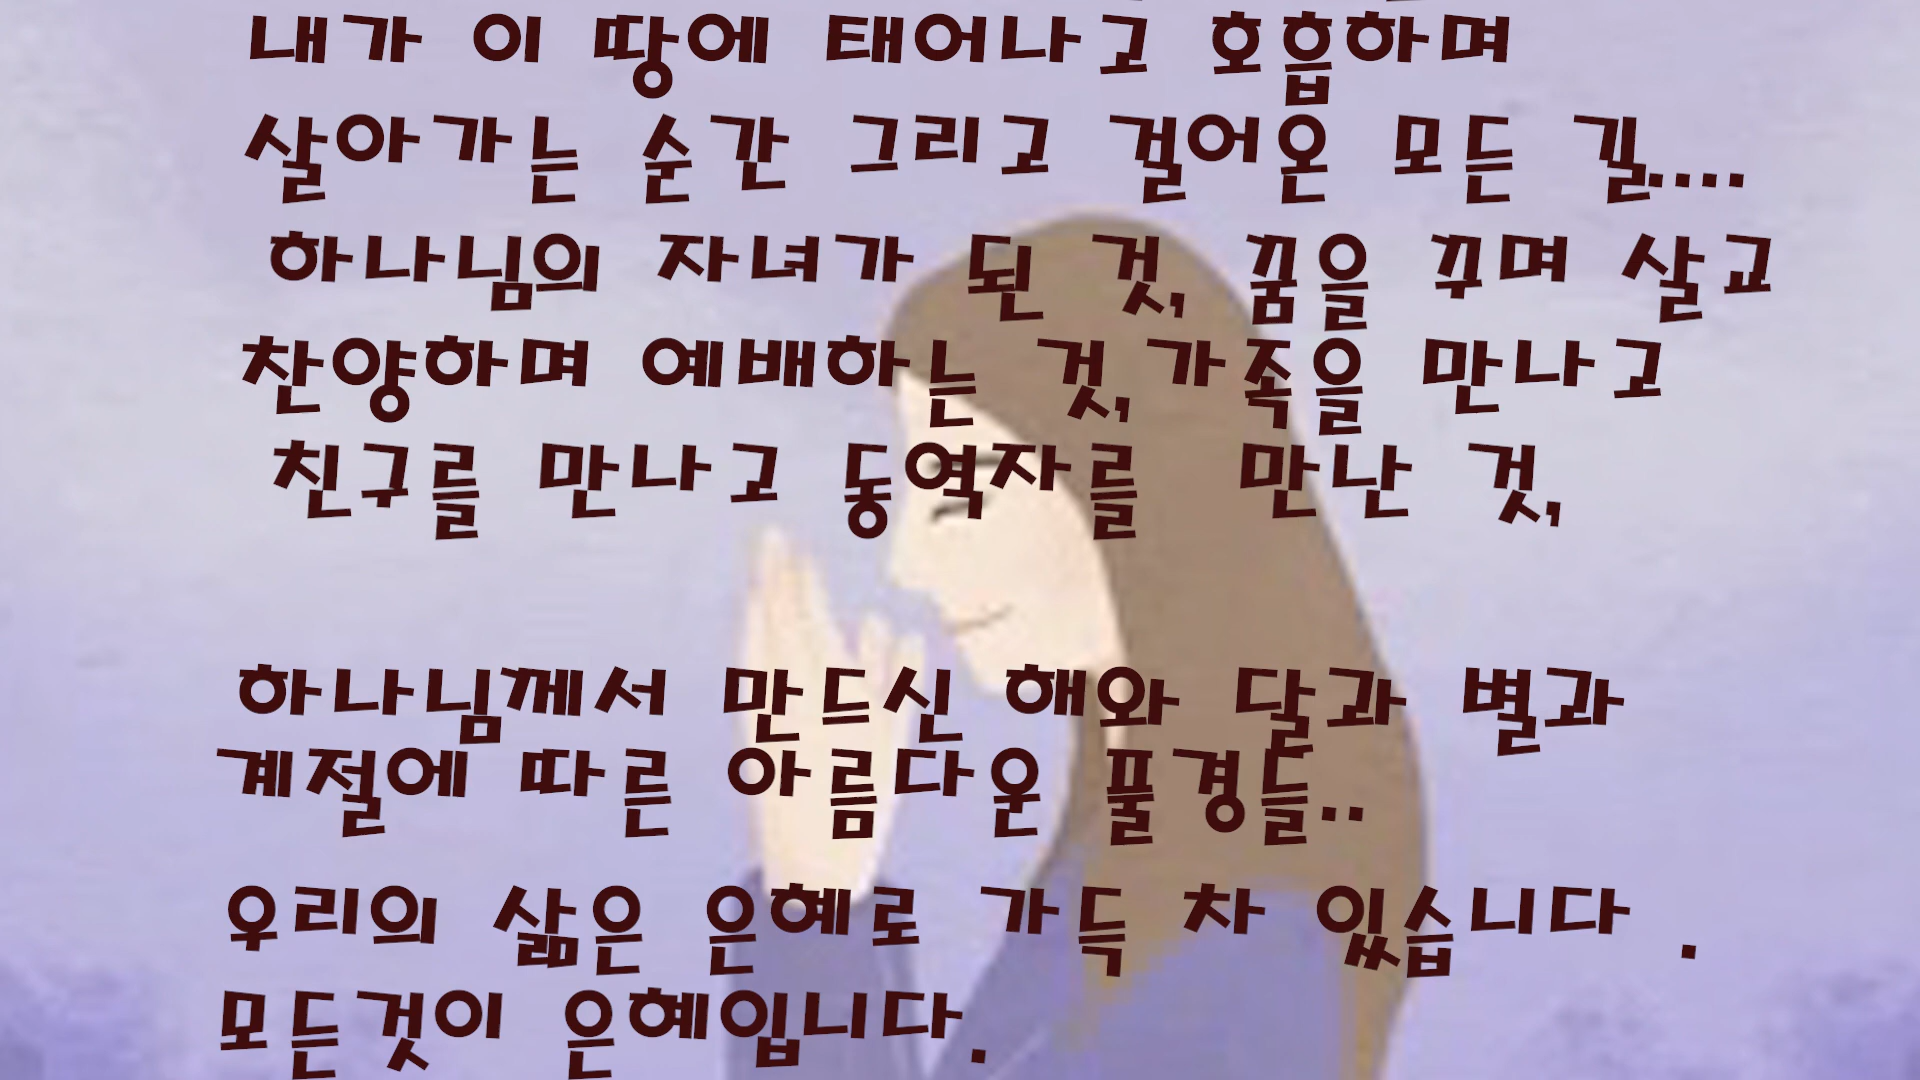 내가 이 땅에 태어나고 호흡하며
살아가는 순간 그리고 걸어온 모든 길....
하나님의 자녀가 된 것, 꿈을 꾸며 살고
찬양하며 예배하는 것, 가족을 만나고
친구를 만나고 동역자를 만난 것,
하나님께서 만드신 해와 달과 별과
계절에 따른 아름다운 풀경들..
우리의 삶은 은혜로 가득 차 있습니다 .
모든것이 은혜입니다.